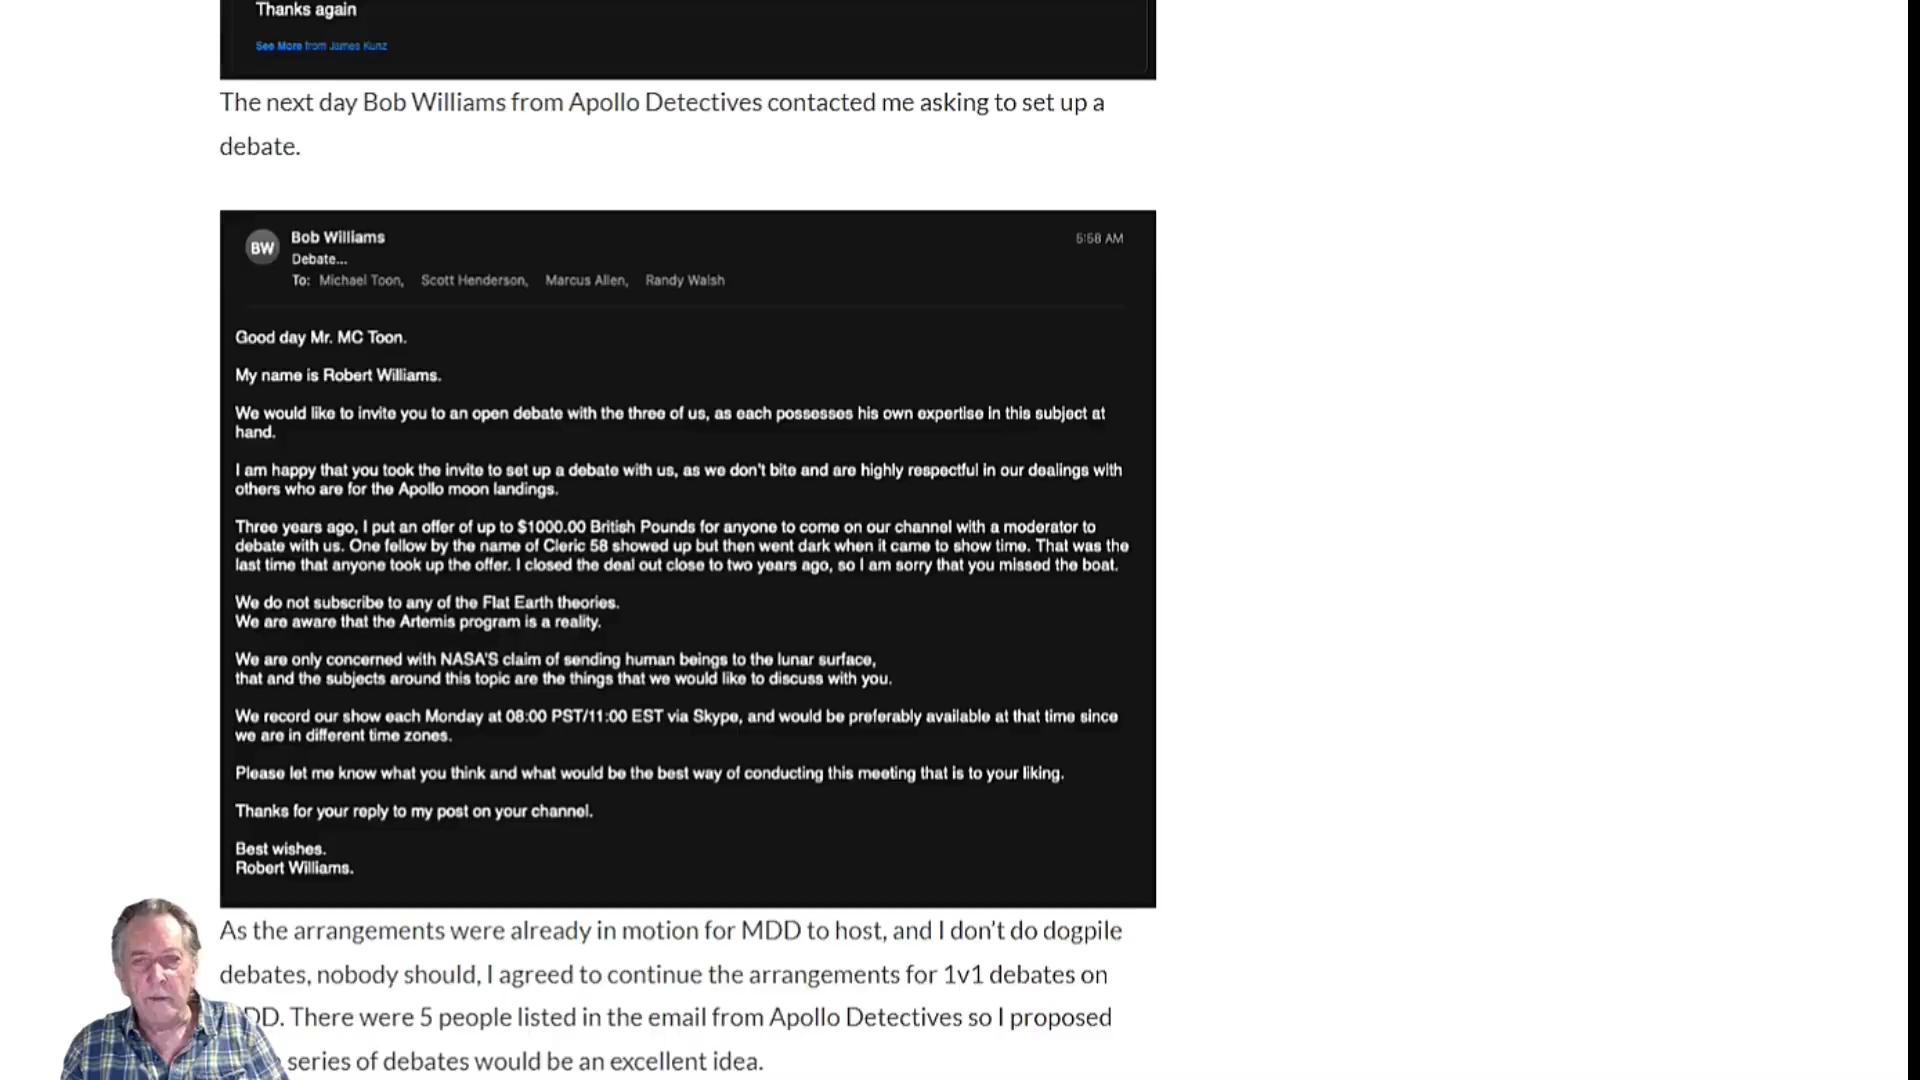 Thanks again
See More from James Kunz
The next day Bob Williams from Apollo Detectives contacted me asking to set up a
debate.
BW
Bob Williams
5:58 AM
Debate...
To: Michael Toon, Scott Henderson, Marcus Allen, Randy Walsh
Good day Mr. MC Toon.
My name is Robert Williams.
We would like to invite you to an open debate with the three of us, as each possesses his own expertise in this subject at
hand.
I am happy that you took the invite to set up a debate with us, as we don't bite and are highly respectful in our dealings with
others who are for the Apollo moon landings.
Three years ago, I put an offer of up to $1000.00 British Pounds for anyone to come on our channel with a moderator to
debate with us. One fellow by the name of Cleric 58 showed up but then went dark when it came to show time. That was the
last time that anyone took up the offer. I closed the deal out close to two years ago, so I am sorry that you missed the boat.
We do not subscribe to any of the Flat Earth theories.
We are aware that the Artemis program is a reality.
We are only concerned with NASA'S claim of sending human beings to the lunar surface,
that and the subjects around this topic are the things that we would like to discuss with you.
We record our show each Monday at 08:00 PST/11:00 EST via Skype, and would be preferably available at that time since
we are in different time zones.
Please let me know what you think and what would be the best way of conducting this meeting that is to your liking.
Thanks for your reply to my post on your channel.
Best wishes.
Robert Williams.
As the arrangements were already in motion for MDD to host, and I don't do dogpile
debates, nobody should, I agreed to continue the arrangements for 1v1 debates on
DD. There were 5 people listed in the email from Apollo Detectives so I proposed
series of debates would be an excellent idea.